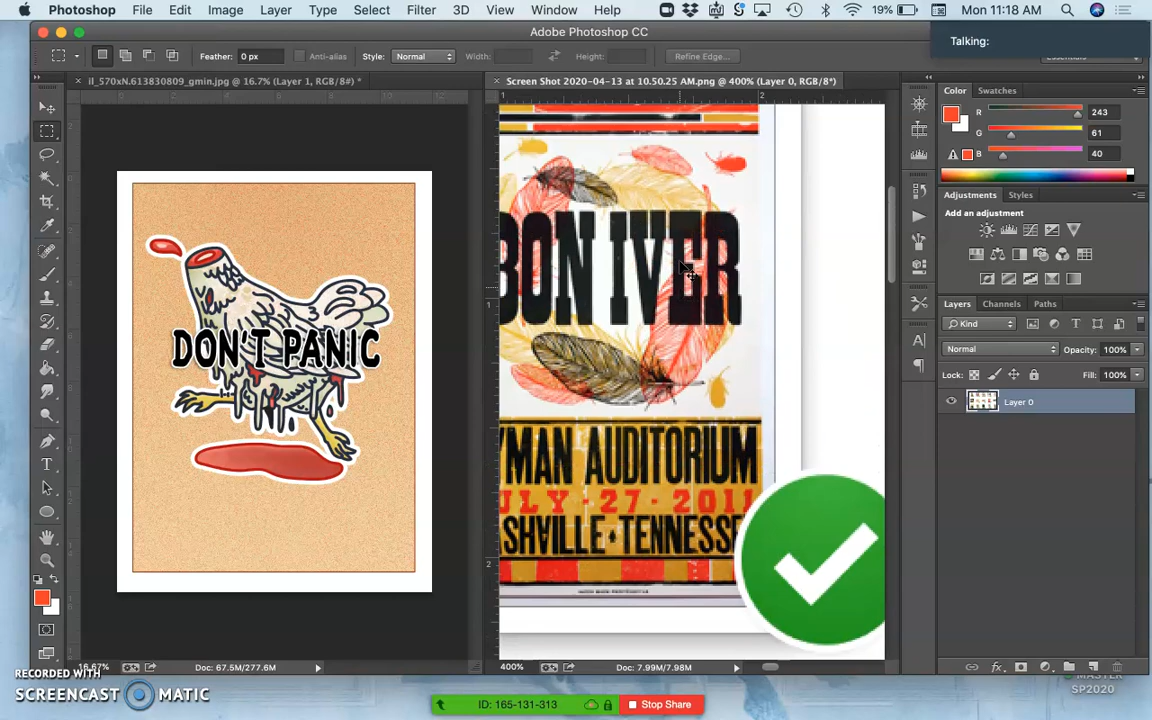 Photoshop File Edit Image Layer Type Select Filter 3D View Window Help
19% Mon 11:18 AM
Adobe Photoshop CC
Talking:
Feather: 0 px Anti-alias Style: Normal Width: Height: Refine Edge...
il_570xN.613830809_gmin.jpg @ 16.7% (Layer 1, RGB/8#) *
Screen Shot 2020-04-13 at 10.50.25 AM.png @ 400% (Layer 0, RGB/8*)
Color Swatches
R 243
G 61
B 40
Adjustments Styles
Add an adjustment
Layers Channels Paths
Kind
Normal Opacity: 100%
Lock: Fill: 100%
Layer 0
DON'T PANIC
BON IVER
YMAN AUDITORIUM
ULY·27·2011
SHVILLE·TENNESSE
16.67% Doc: 67.5M/277.6M
400% Doc: 7.99M/7.98M
RECORDED WITH
SCREENCAST MATIC
ID: 165-131-313 Stop Share
MASTER
SP2020